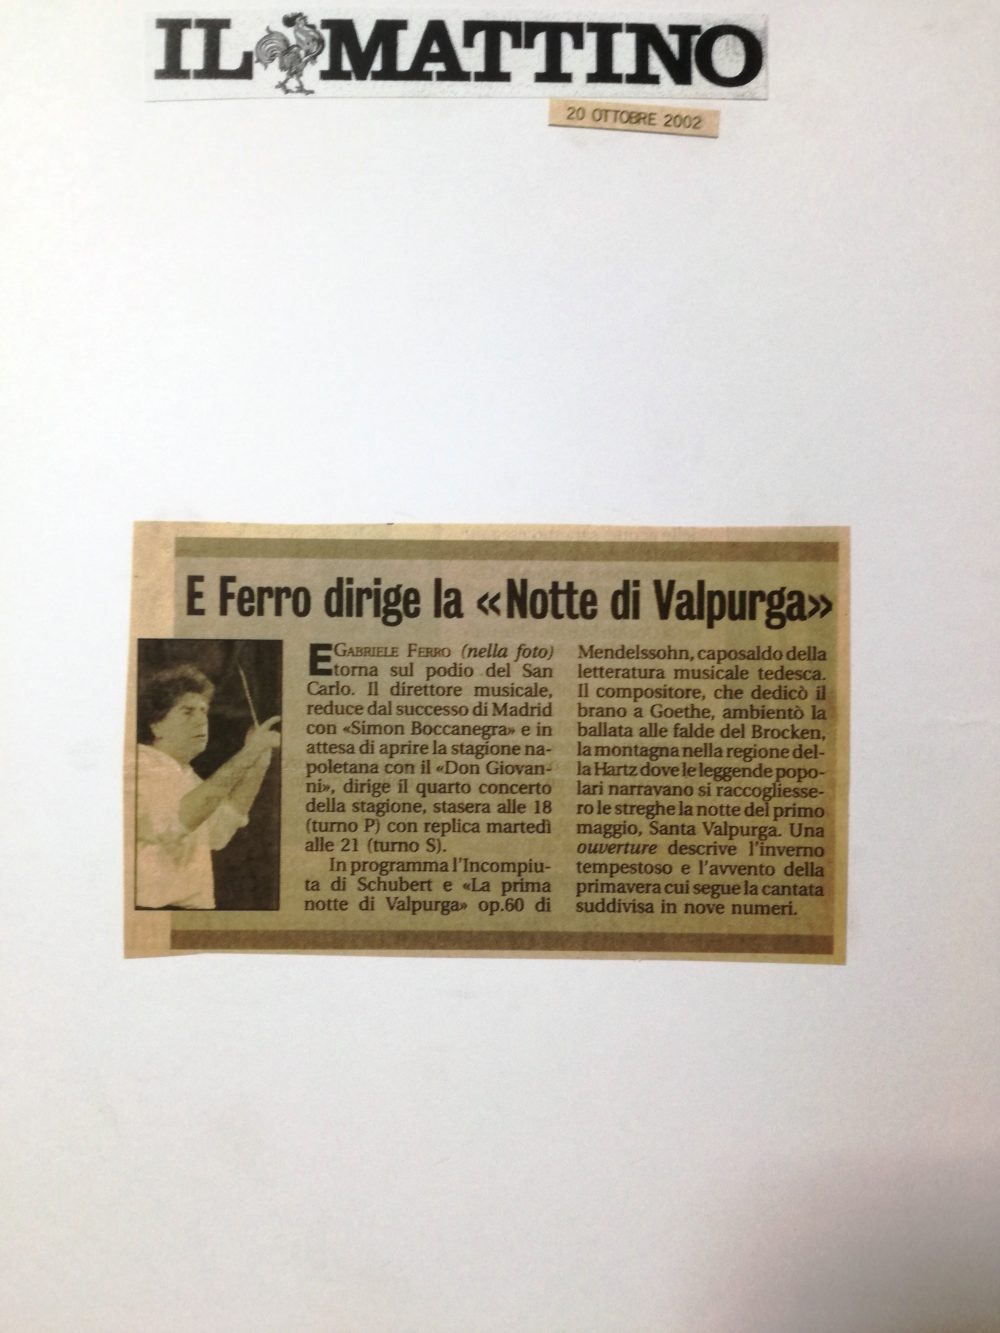 IL MATTINO
20 OTTOBRE 2002
E Ferro dirige la «Notte di Valpurga»
E GABRIELE FERRO (nella foto)
torna sul podio del San
Carlo. Il direttore musicale,
reduce dal successo di Madrid
con «Simon Boccanegra» e in
attesa di aprire la stagione na-
poletana con il «Don Giovan-
ni», dirige il quarto concerto
della stagione, stasera alle 18
(turno P) con replica martedì
alle 21 (turno S).
In programma l'Incompiu-
ta di Schubert e «La prima
notte di Valpurga» op.60 di
Mendelssohn, caposaldo della
letteratura musicale tedesca.
Il compositore, che dedicò il
brano a Goethe, ambientò la
ballata alle falde del Brocken,
la montagna nella regione del-
la Hartz dove le leggende popo-
lari narravano si raccogliesse-
ro le streghe la notte del primo
maggio, Santa Valpurga. Una
ouverture descrive l'inverno
tempestoso e l'avvento della
primavera cui segue la cantata
suddivisa in nove numeri.